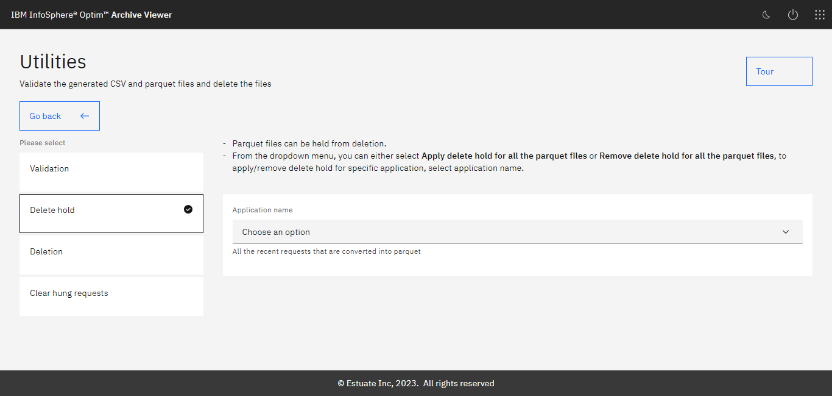 IBM InfoSphere® Optim™ Archive Viewer
Utilities
Validate the generated CSV and parquet files and delete the files
Tour
Go back
Please select
Validation
Delete hold
Deletion
Clear hung requests
- Parquet files can be held from deletion.
- From the dropdown menu, you can either select Apply delete hold for all the parquet files or Remove delete hold for all the parquet files, to
apply/remove delete hold for specific application, select application name.
Application name
Choose an option
All the recent requests that are converted into parquet
© Estuate Inc, 2023. All rights reserved